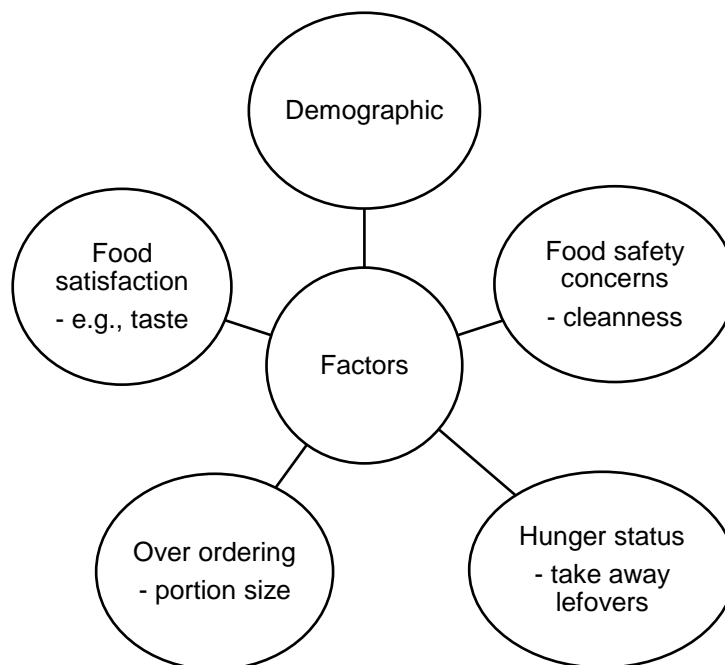 Demographic
Food
satisfaction
- e.g., taste
Food safety
concerns
- cleanness
Factors
Over ordering
- portion size
Hunger status
- take away
lefovers